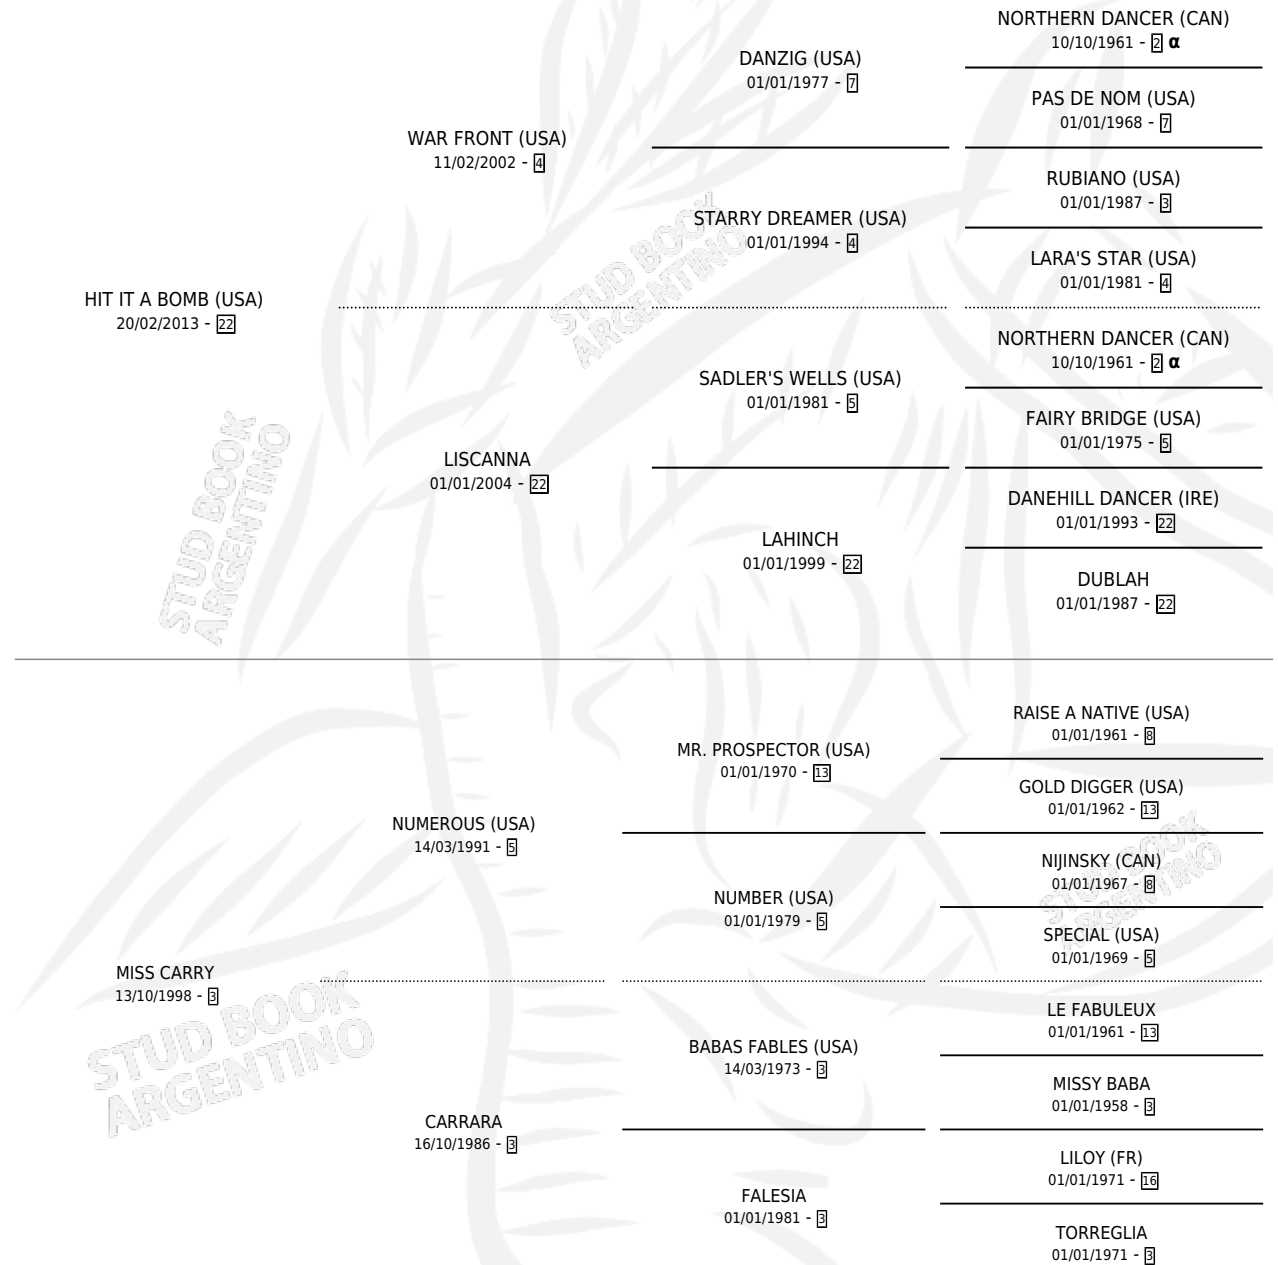 NORTHERN DANCER (CAN)
10/10/1961 - 2 α
DANZIG (USA)
01/01/1977 - 7
PAS DE NOM (USA)
01/01/1968 - 7
WAR FRONT (USA)
11/02/2002 - 4
RUBIANO (USA)
01/01/1987 - 3
STARRY DREAMER (USA)
01/01/1994 - 4
LARA'S STAR (USA)
01/01/1981 - 4
HIT IT A BOMB (USA)
20/02/2013 - 22
NORTHERN DANCER (CAN)
10/10/1961 - 2 α
SADLER'S WELLS (USA)
01/01/1981 - 5
FAIRY BRIDGE (USA)
01/01/1975 - 5
LISCANNA
01/01/2004 - 22
DANEHILL DANCER (IRE)
01/01/1993 - 22
LAHINCH
01/01/1999 - 22
DUBLAH
01/01/1987 - 22
RAISE A NATIVE (USA)
01/01/1961 - 8
MR. PROSPECTOR (USA)
01/01/1970 - 13
GOLD DIGGER (USA)
01/01/1962 - 13
NUMEROUS (USA)
14/03/1991 - 5
NIJINSKY (CAN)
01/01/1967 - 8
NUMBER (USA)
01/01/1979 - 5
SPECIAL (USA)
01/01/1969 - 5
MISS CARRY
13/10/1998 - 3
LE FABULEUX
01/01/1961 - 13
BABAS FABLES (USA)
14/03/1973 - 3
MISSY BABA
01/01/1958 - 3
CARRARA
16/10/1986 - 3
LILOY (FR)
01/01/1971 - 16
FALESIA
01/01/1981 - 3
TORREGLIA
01/01/1971 - 3
STUD BOOK
ARGENTINO
STUD BOOK
ARGENTINO
STUD BOOK
ARGENTINO
STUD BOOK
ARGENTINO